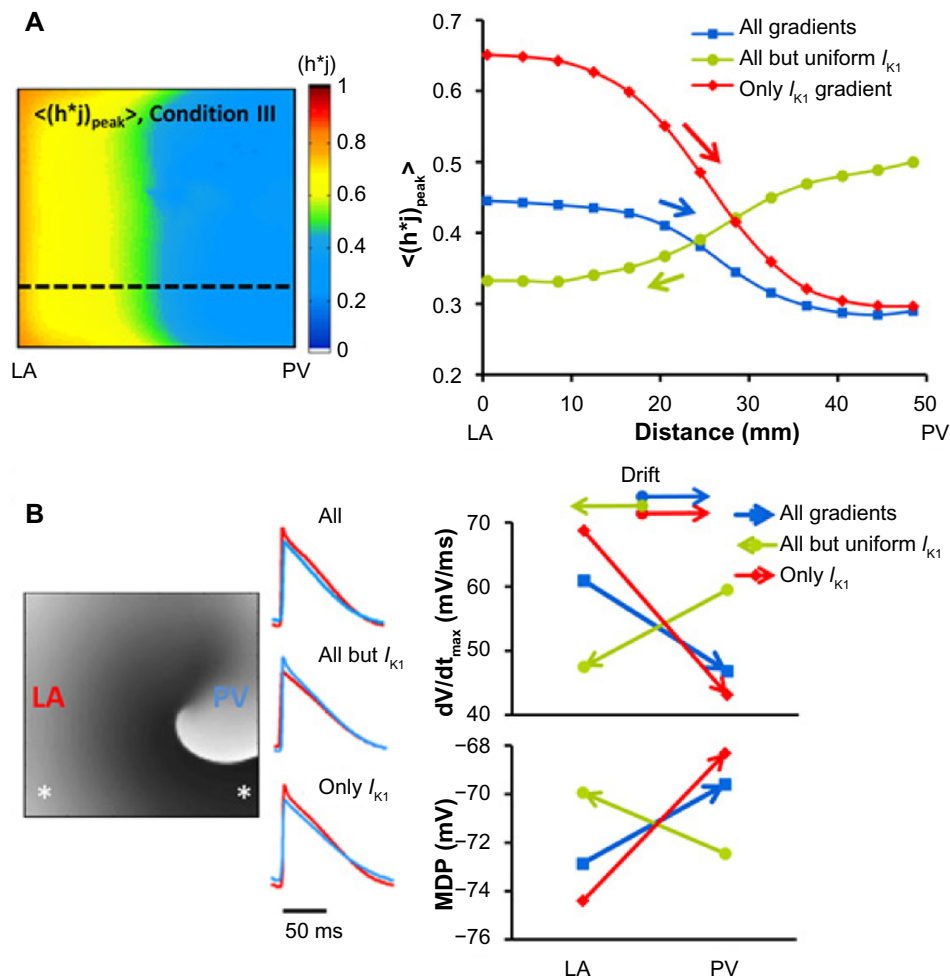 A
(h*j)
<(h*j)peak>, Condition III
1
0.8
0.6
0.4
0.2
0
LA
PV
<(h*j)peak>
0.7
0.6
0.5
0.4
0.3
0.2
All gradients
All but uniform IK1
Only IK1 gradient
0
10
20
30
40
50
LA
Distance (mm)
PV
B
LA
PV
*
*
All
All but IK1
Only IK1
50 ms
Drift
All gradients
All but uniform IK1
Only IK1
dV/dtmax (mV/ms)
70
60
50
40
MDP (mV)
−68
−70
−72
−74
−76
LA
PV